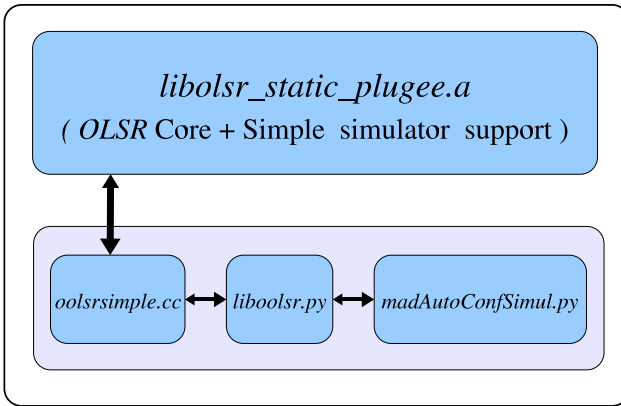 libolsr_static_plugee.a
( OLSR Core + Simple simulator support )
oolsrsimple.cc
liboolsr.py
madAutoConfSimul.py